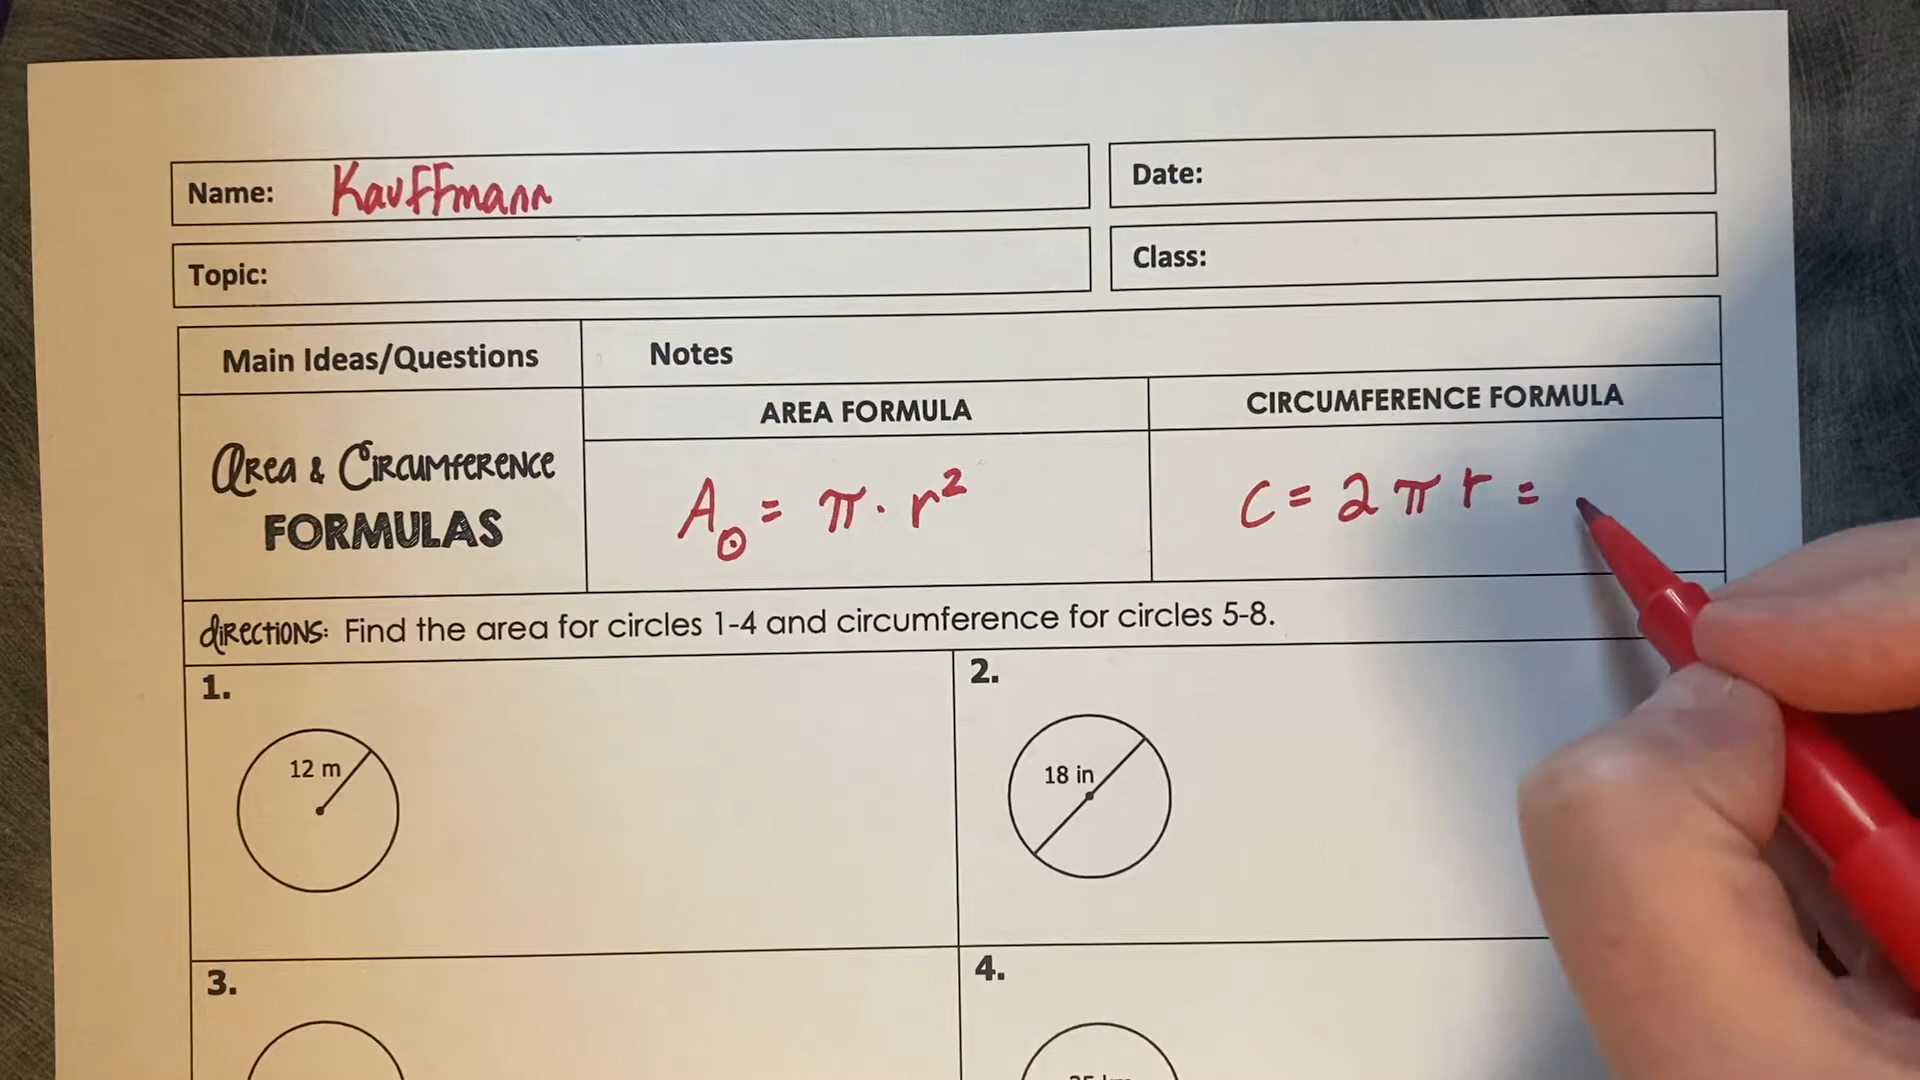 Name: Kauffmann
Date:
Topic:
Class:
Main Ideas/Questions
Notes
AREA FORMULA
CIRCUMFERENCE FORMULA
AREA & CIRCUMFERENCE
FORMULAS
A⊙ = π · r²
C = 2 π r =
DIRECTIONS: Find the area for circles 1-4 and circumference for circles 5-8.
1.
12 m
2.
18 in
3.
4.